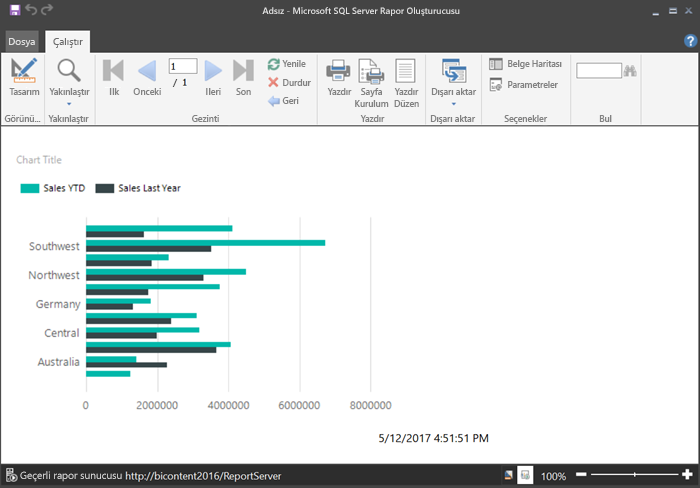 Adsız - Microsoft SQL Server Rapor Oluşturucusu
Dosya Çalıştır
Tasarım Yakınlaştır Ilk Onceki 1 / 1 Ileri Son Yenile Durdur Geri Yazdır Sayfa Kurulum Yazdır Düzen Dışarı aktar Belge Haritası Parametreler
Görünü... Yakınlaştır Gezinti Yazdır Dışarı aktar Seçenekler Bul
Chart Title
Sales YTD Sales Last Year
Southwest
Northwest
Germany
Central
Australia
0 2000000 4000000 6000000 8000000
5/12/2017 4:51:51 PM
Geçerli rapor sunucusu http://bicontent2016/ReportServer 100%